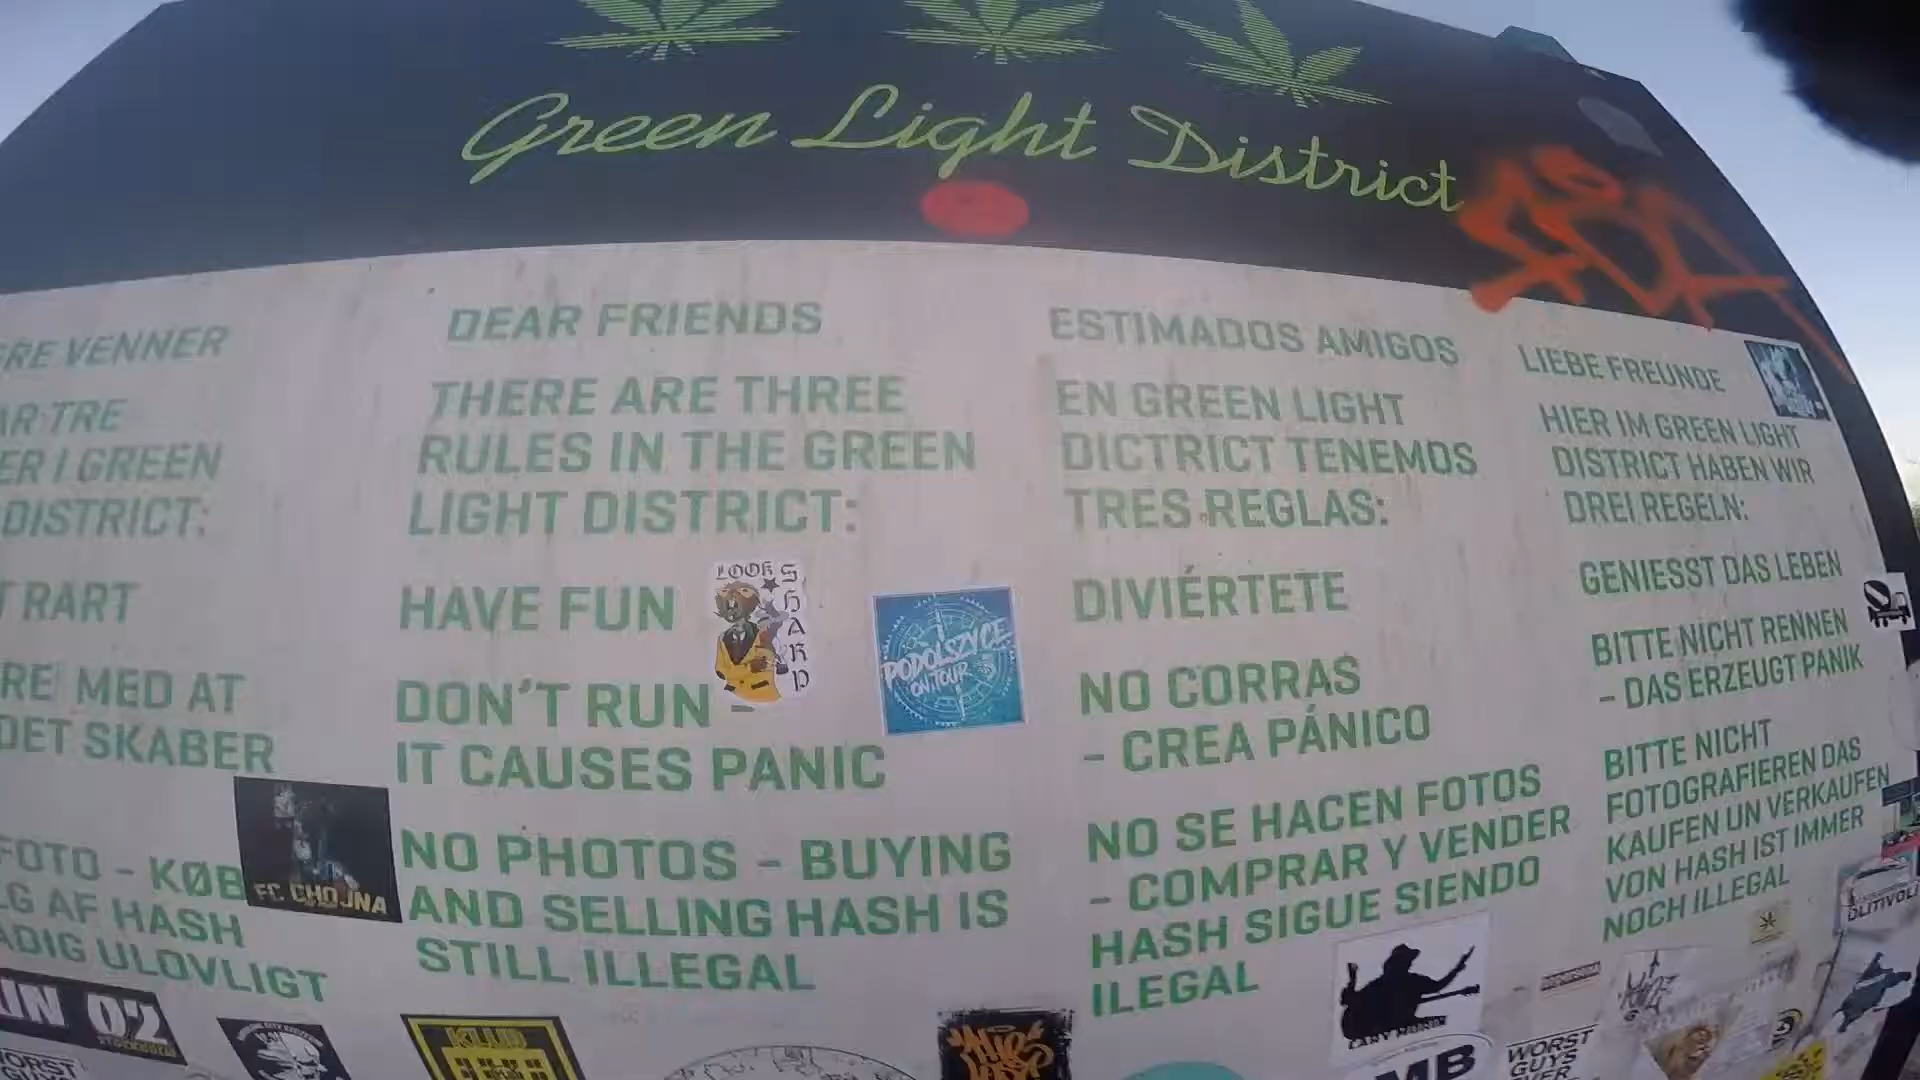 Green Light District
RE VENNER
AR TRE
ER I GREEN
DISTRICT:
T RART
RE MED AT
DET SKABER
FOTO - KØB
LG AF HASH
ADIG ULOVLIGT
DEAR FRIENDS
THERE ARE THREE
RULES IN THE GREEN
LIGHT DISTRICT:
HAVE FUN
DON'T RUN -
IT CAUSES PANIC
NO PHOTOS - BUYING
AND SELLING HASH IS
STILL ILLEGAL
ESTIMADOS AMIGOS
EN GREEN LIGHT
DICTRICT TENEMOS
TRES REGLAS:
DIVIÉRTETE
NO CORRAS
- CREA PÁNICO
NO SE HACEN FOTOS
- COMPRAR Y VENDER
HASH SIGUE SIENDO
ILEGAL
LIEBE FREUNDE
HIER IM GREEN LIGHT
DISTRICT HABEN WIR
DREI REGELN:
GENIESST DAS LEBEN
BITTE NICHT RENNEN
- DAS ERZEUGT PANIK
BITTE NICHT
FOTOGRAFIEREN DAS
KAUFEN UN VERKAUFEN
VON HASH IST IMMER
NOCH ILLEGAL
LOOK SHARP
PODOLSZYCE
ON TOUR
FC CHOJNA
02
KLUB
MB
WORST
GUYS
EVER